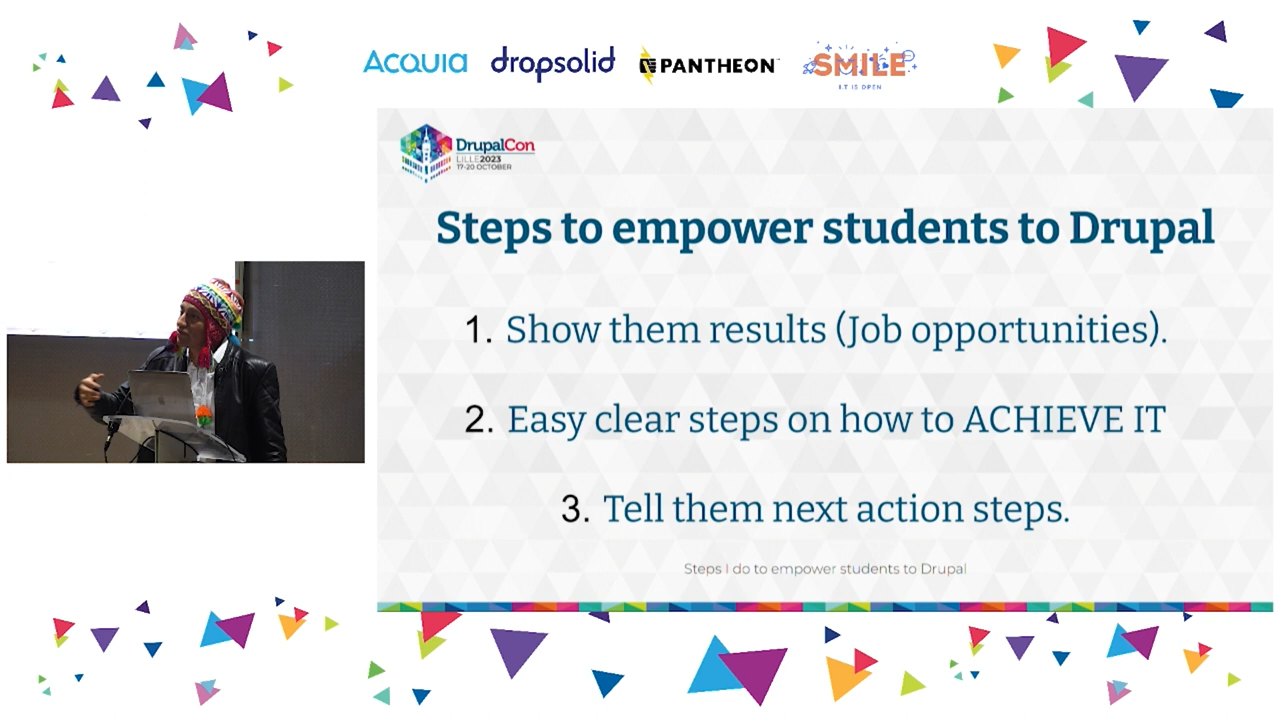 ACQUIA
dropsolid
PANTHEON
SMILE
I.T IS OPEN
DrupalCon
LILLE2023
17-20 OCTOBER
Steps to empower students to Drupal
1. Show them results (Job opportunities).
2. Easy clear steps on how to ACHIEVE IT
3. Tell them next action steps.
Steps I do to empower students to Drupal